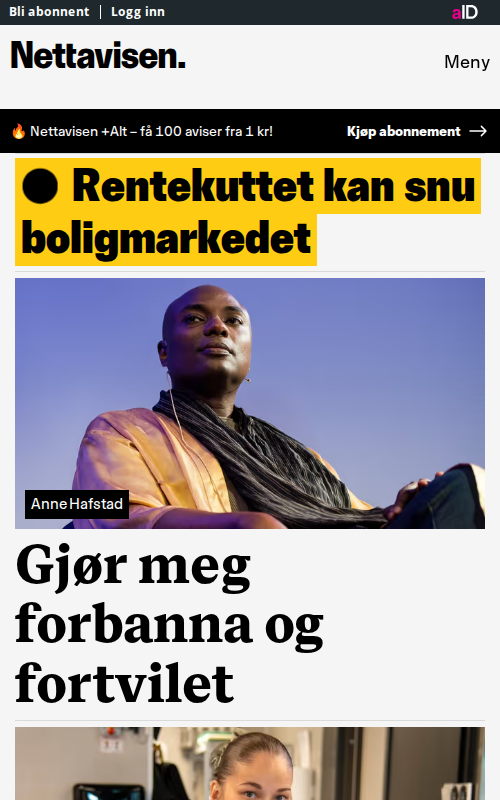 Bli abonnent | Logg inn
aID
Nettavisen.
Meny
🔥 Nettavisen +Alt – få 100 aviser fra 1 kr!
Kjøp abonnement →
Rentekuttet kan snu
boligmarkedet
Anne Hafstad
Gjør meg
forbanna og
fortvilet